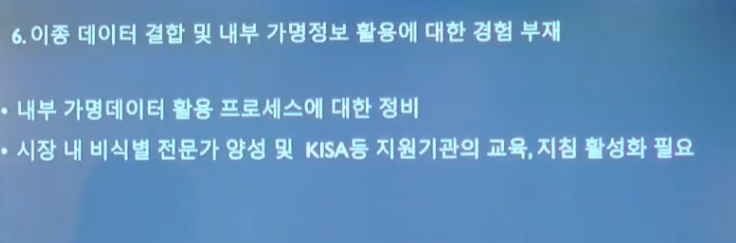 6. 이종 데이터 결합 및 내부 가명정보 활용에 대한 경험 부재
• 내부 가명데이터 활용 프로세스에 대한 정비
• 시장 내 비식별 전문가 양성 및 KISA등 지원기관의 교육, 지침 활성화 필요